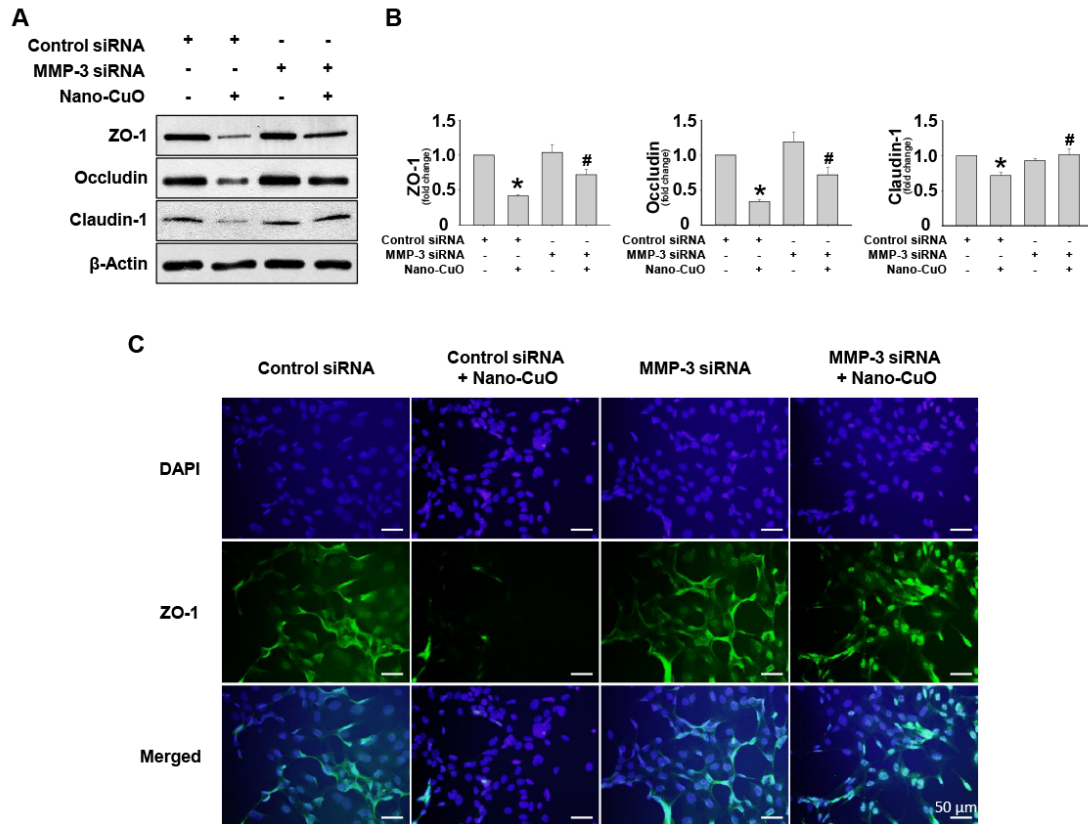 A
Control siRNA + + - -
MMP-3 siRNA - - + +
Nano-CuO - + - +
ZO-1
Occludin
Claudin-1
β-Actin
B
ZO-1
(fold change)
1.5
1.0
0.5
0
*
#
Control siRNA + + - -
MMP-3 siRNA - - + +
Nano-CuO - + - +
Occludin
(fold change)
1.5
1.0
0.5
0
*
#
Control siRNA + + - -
MMP-3 siRNA - - + +
Nano-CuO - + - +
Claudin-1
(fold change)
1.5
1.0
0.5
0
*
#
Control siRNA + + - -
MMP-3 siRNA - - + +
Nano-CuO - + - +
C
Control siRNA
Control siRNA
+ Nano-CuO
MMP-3 siRNA
MMP-3 siRNA
+ Nano-CuO
DAPI
ZO-1
Merged
50 µm